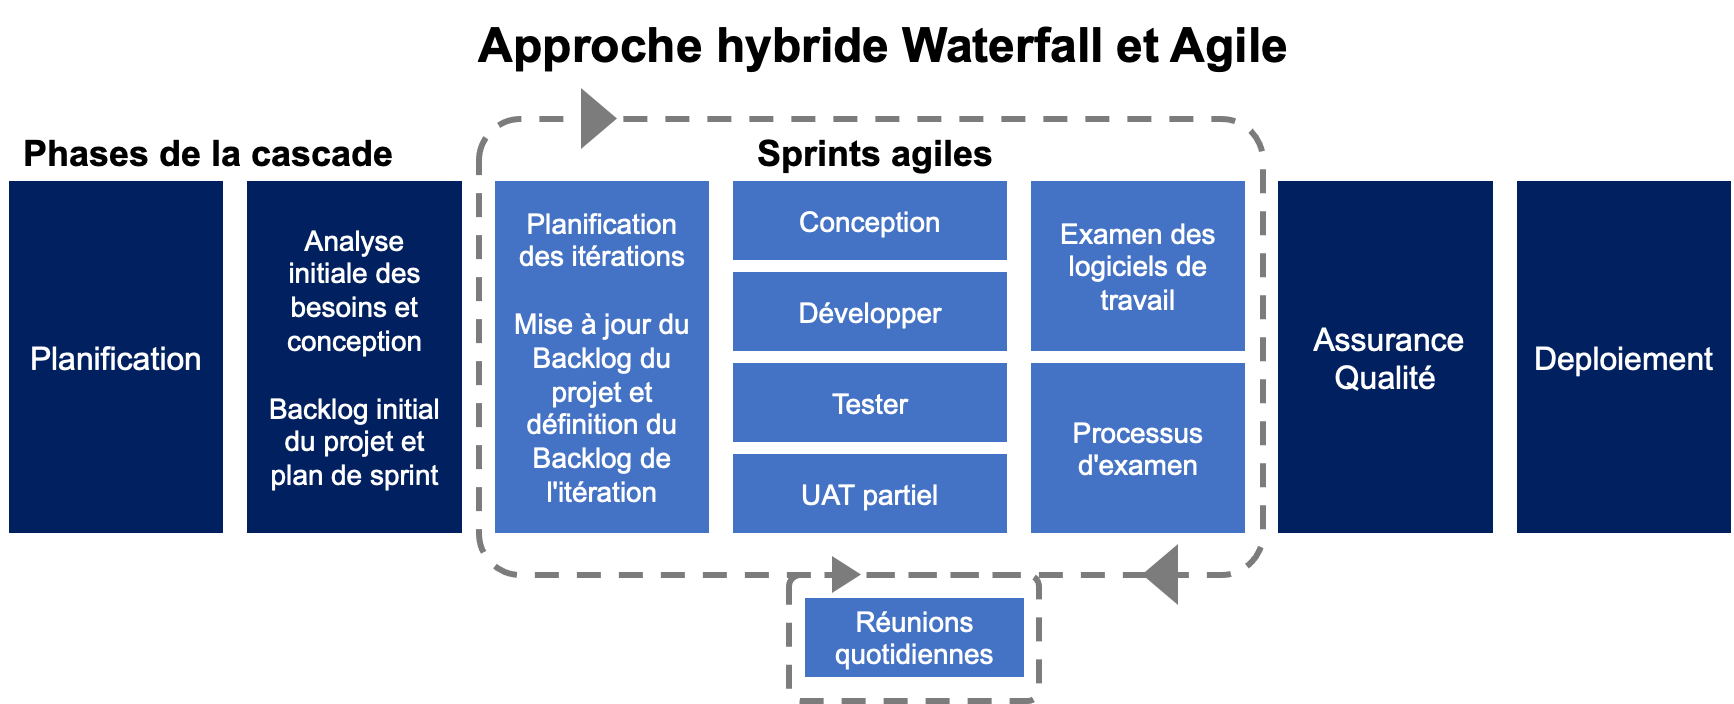 Approche hybride Waterfall et Agile
Phases de la cascade
Sprints agiles
Planification
Analyse
initiale des
besoins et
conception
Backlog initial
du projet et
plan de sprint
Planification
des itérations
Mise à jour du
Backlog du
projet et
définition du
Backlog de
l'itération
Conception
Développer
Tester
UAT partiel
Examen des
logiciels de
travail
Processus
d'examen
Assurance
Qualité
Deploiement
Réunions
quotidiennes